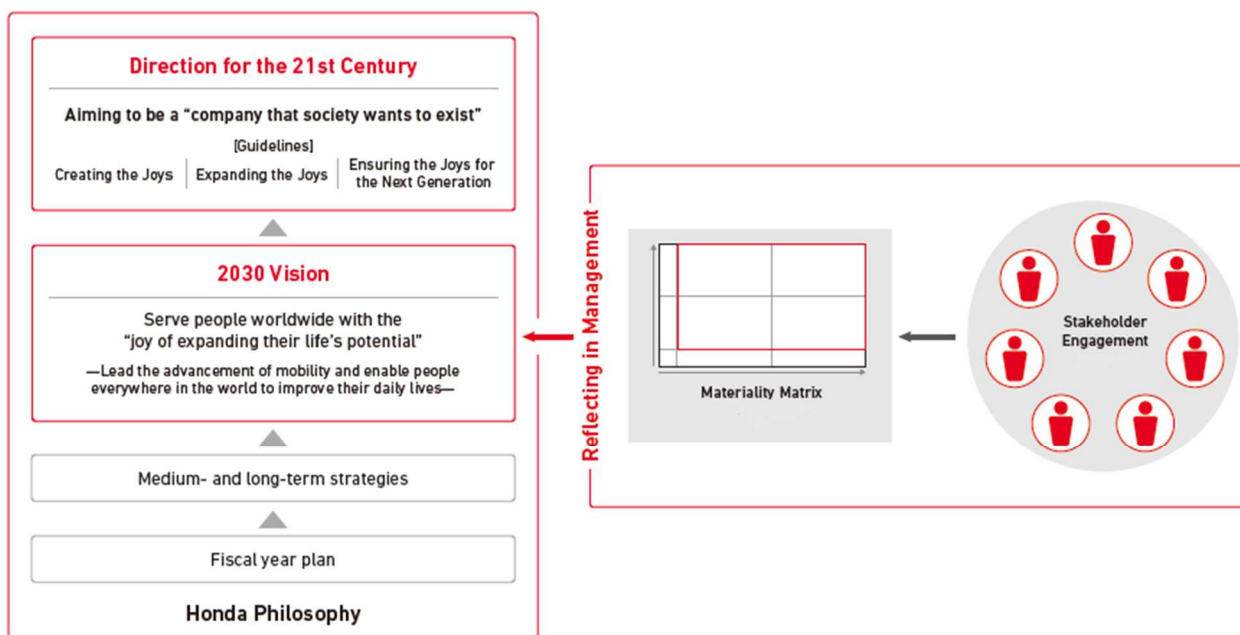 Direction for the 21st Century
Aiming to be a “company that society wants to exist”
[Guidelines]
Creating the Joys
Expanding the Joys
Ensuring the Joys for
the Next Generation
2030 Vision
Serve people worldwide with the
“joy of expanding their life’s potential”
—Lead the advancement of mobility and enable people
everywhere in the world to improve their daily lives—
Medium- and long-term strategies
Fiscal year plan
Honda Philosophy
Reflecting in Management
Materiality Matrix
Stakeholder
Engagement